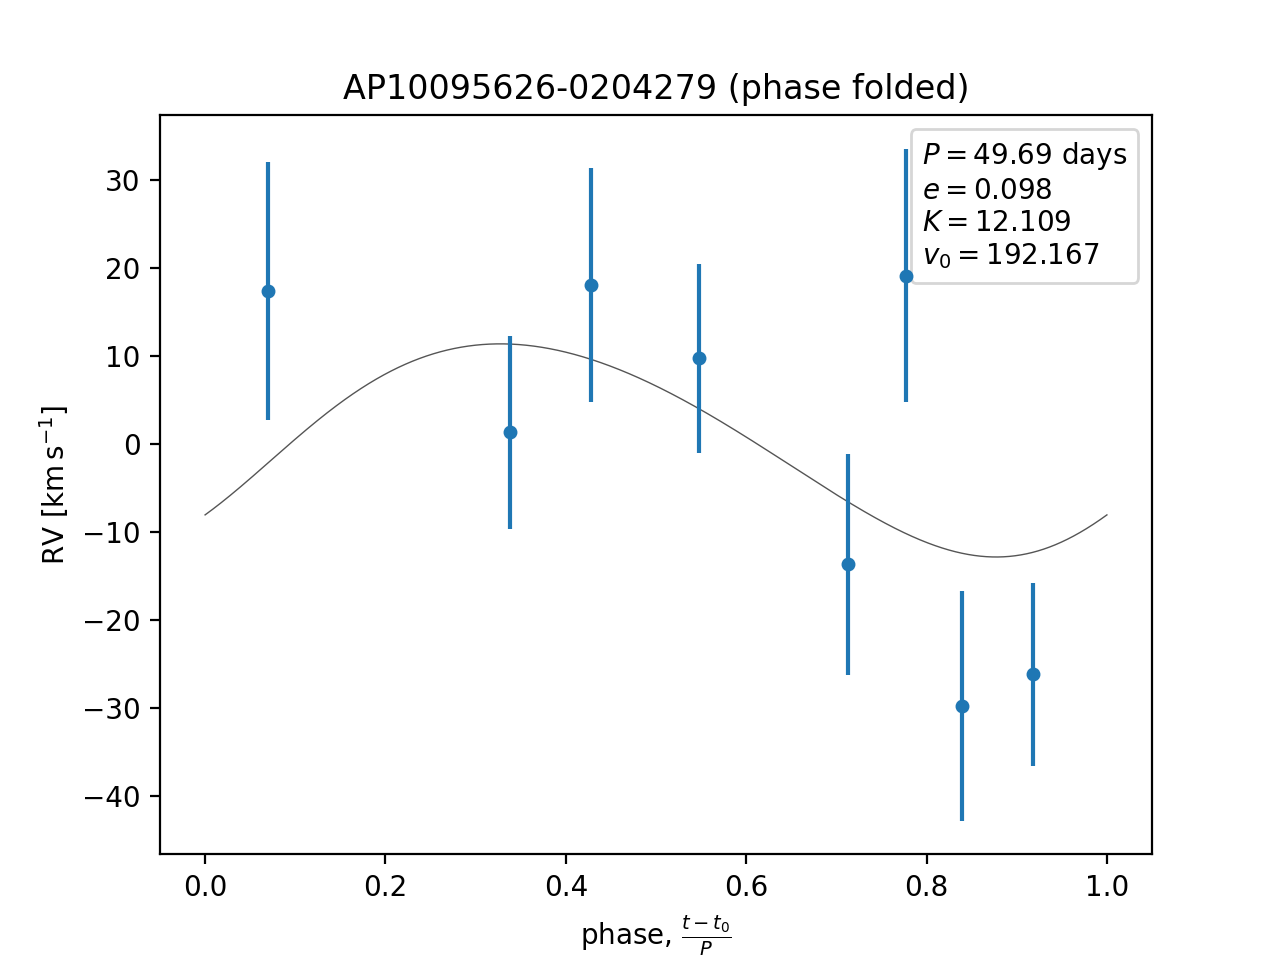 AP10095626-0204279 (phase folded)
P = 49.69 days
e = 0.098
K = 12.109
v₀ = 192.167
30
20
10
0
−10
−20
−30
−40
RV [km s⁻¹]
0.0 0.2 0.4 0.6 0.8 1.0
phase, (t − t₀)/P